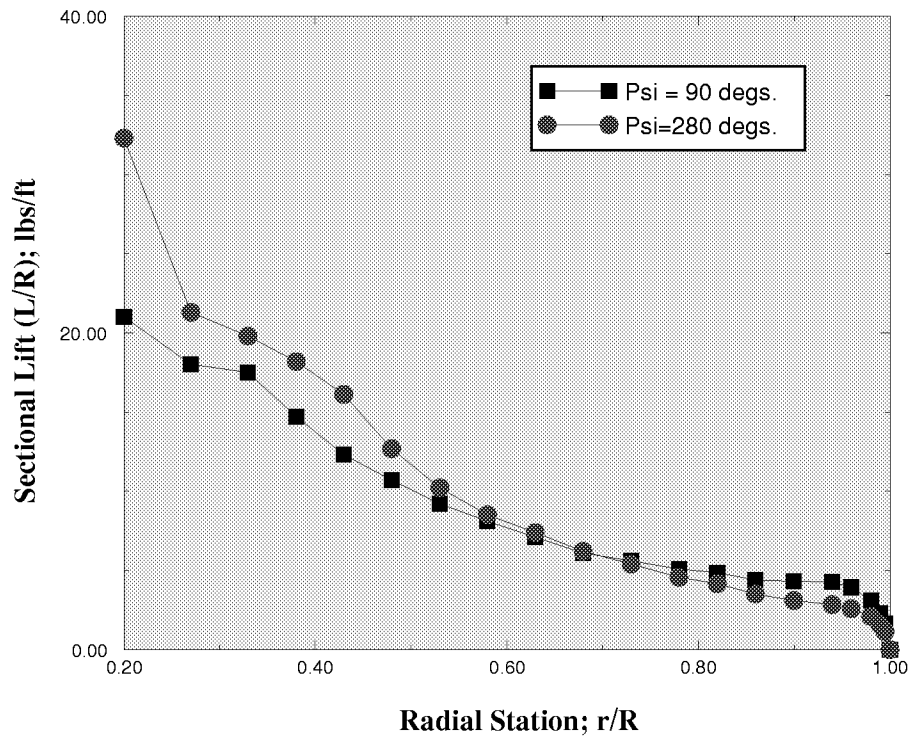 40.00
Psi = 90 degs.
Psi=280 degs.
Sectional Lift (L/R); lbs/ft
20.00
0.00
0.20 0.40 0.60 0.80 1.00
Radial Station; r/R